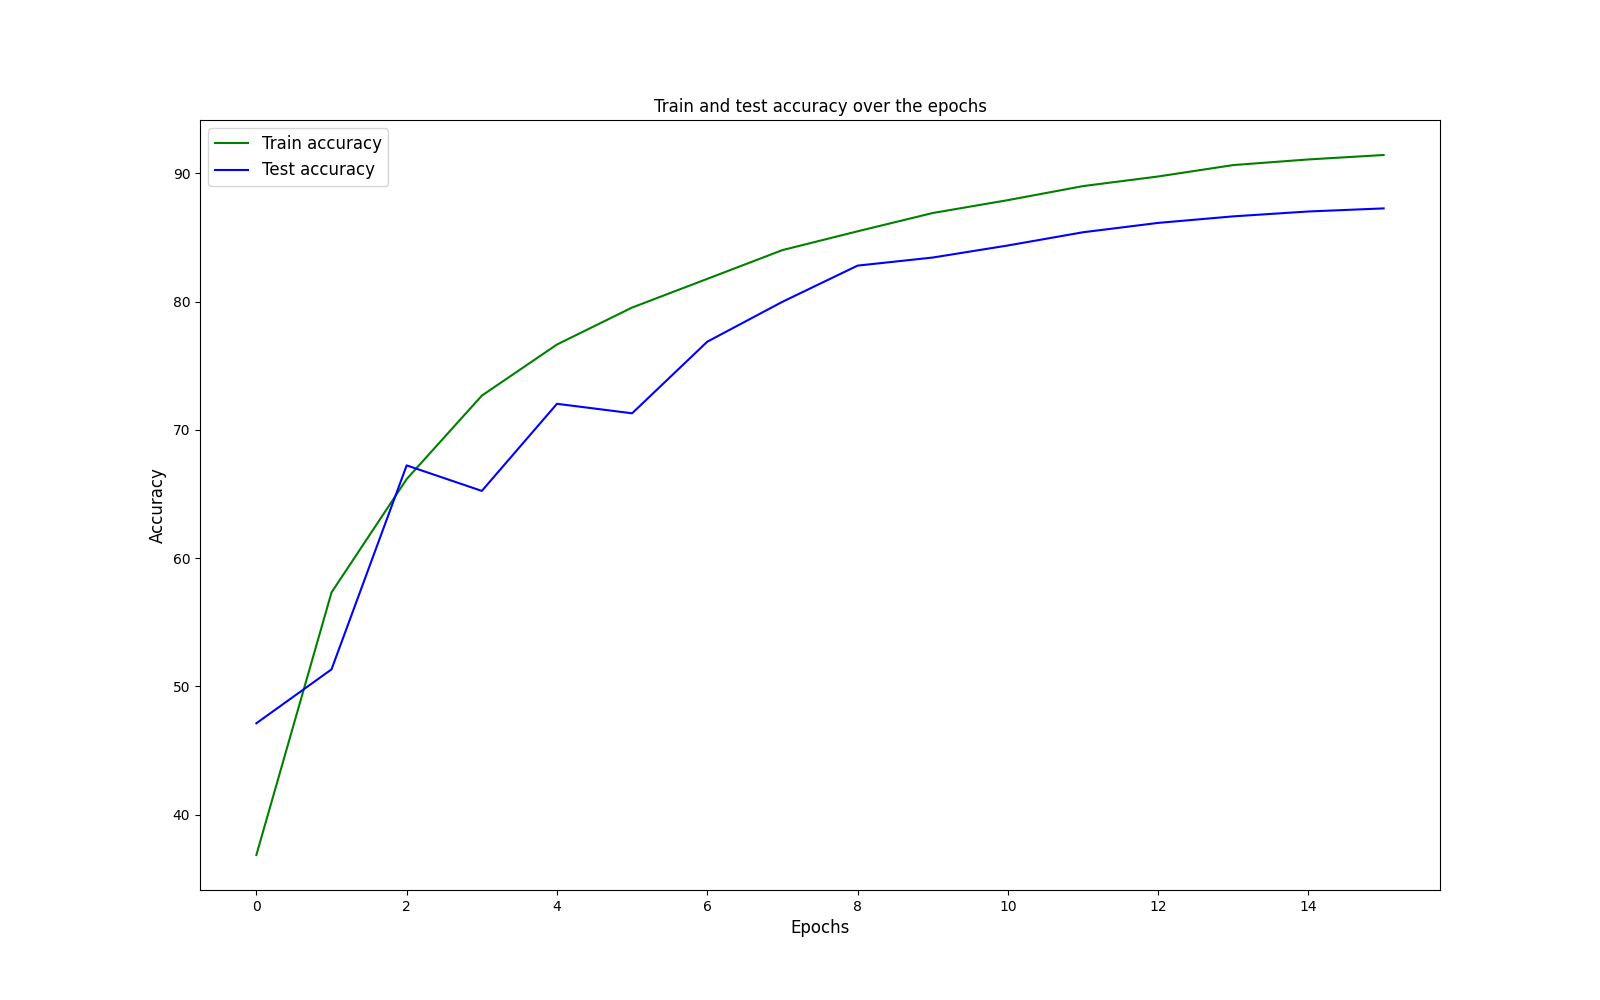 Train and test accuracy over the epochs
Train accuracy
Test accuracy
90
80
70
60
50
40
Accuracy
0 2 4 6 8 10 12 14
Epochs